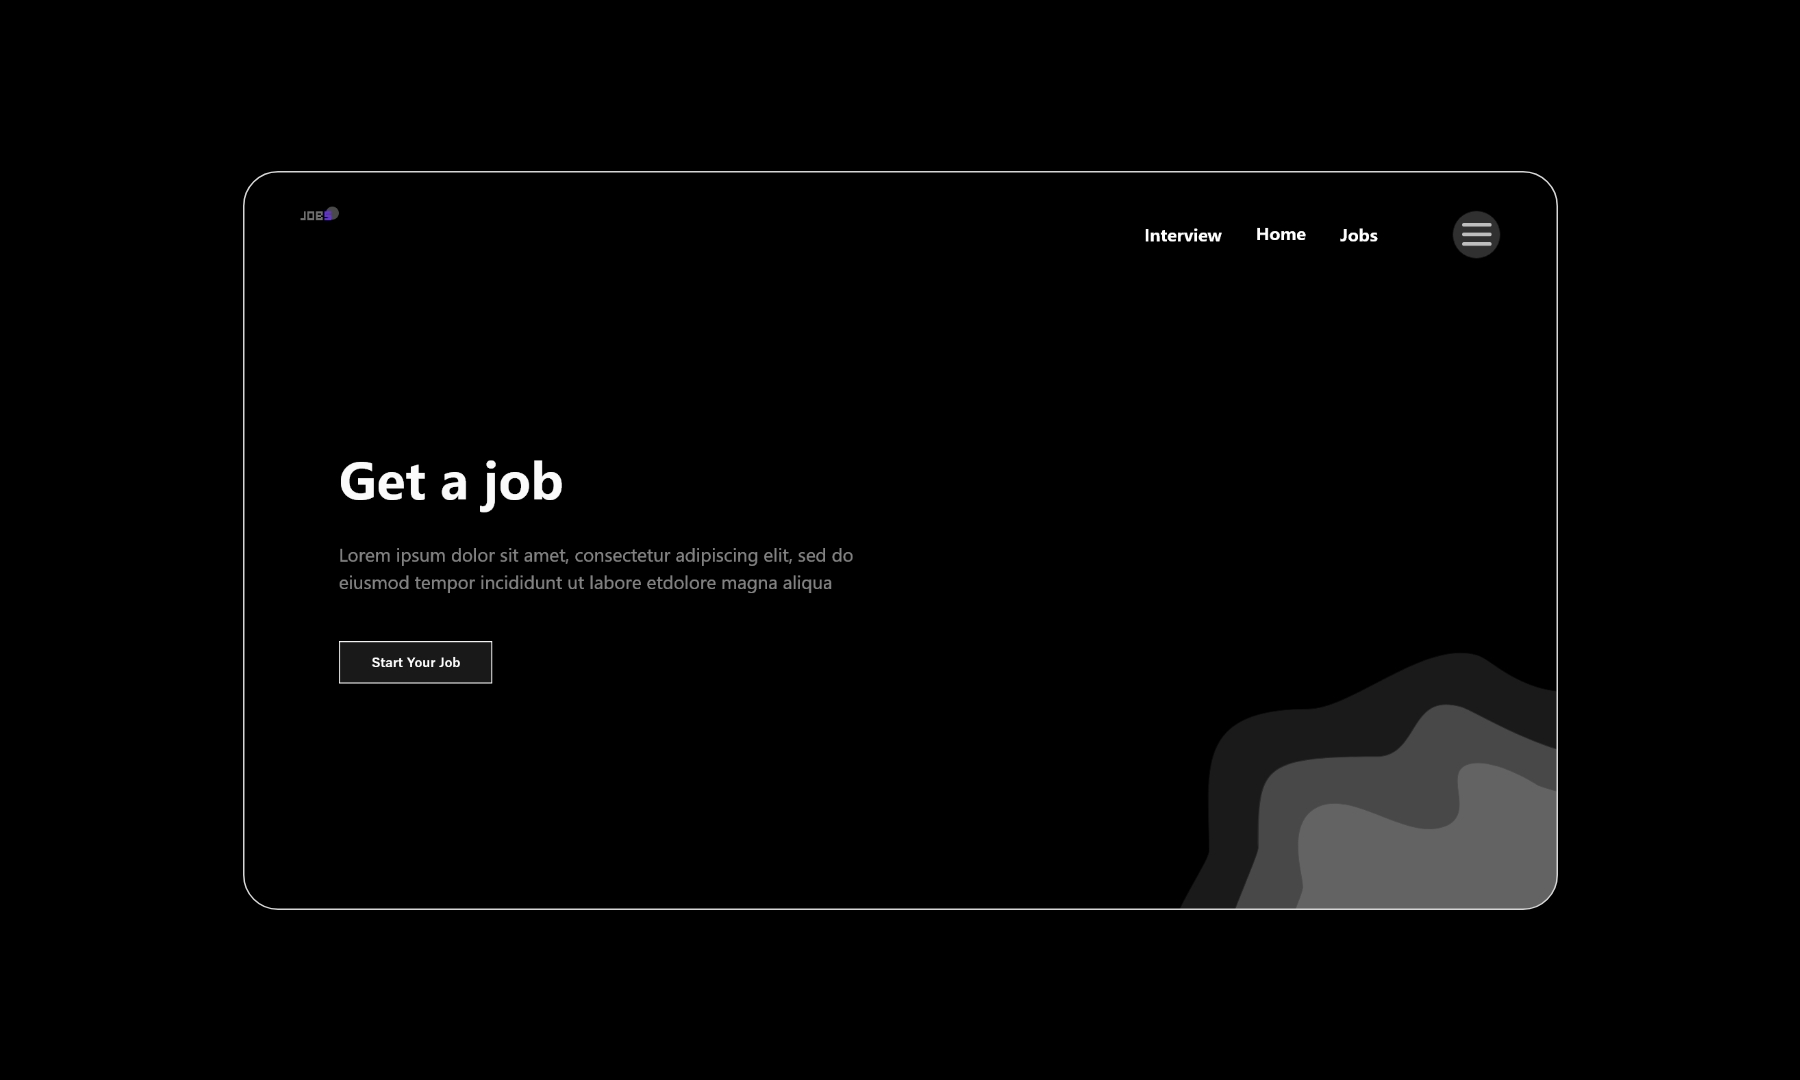 JOBS
Interview Home Jobs
Get a job
Lorem ipsum dolor sit amet, consectetur adipiscing elit, sed do
eiusmod tempor incididunt ut labore etdolore magna aliqua
Start Your Job